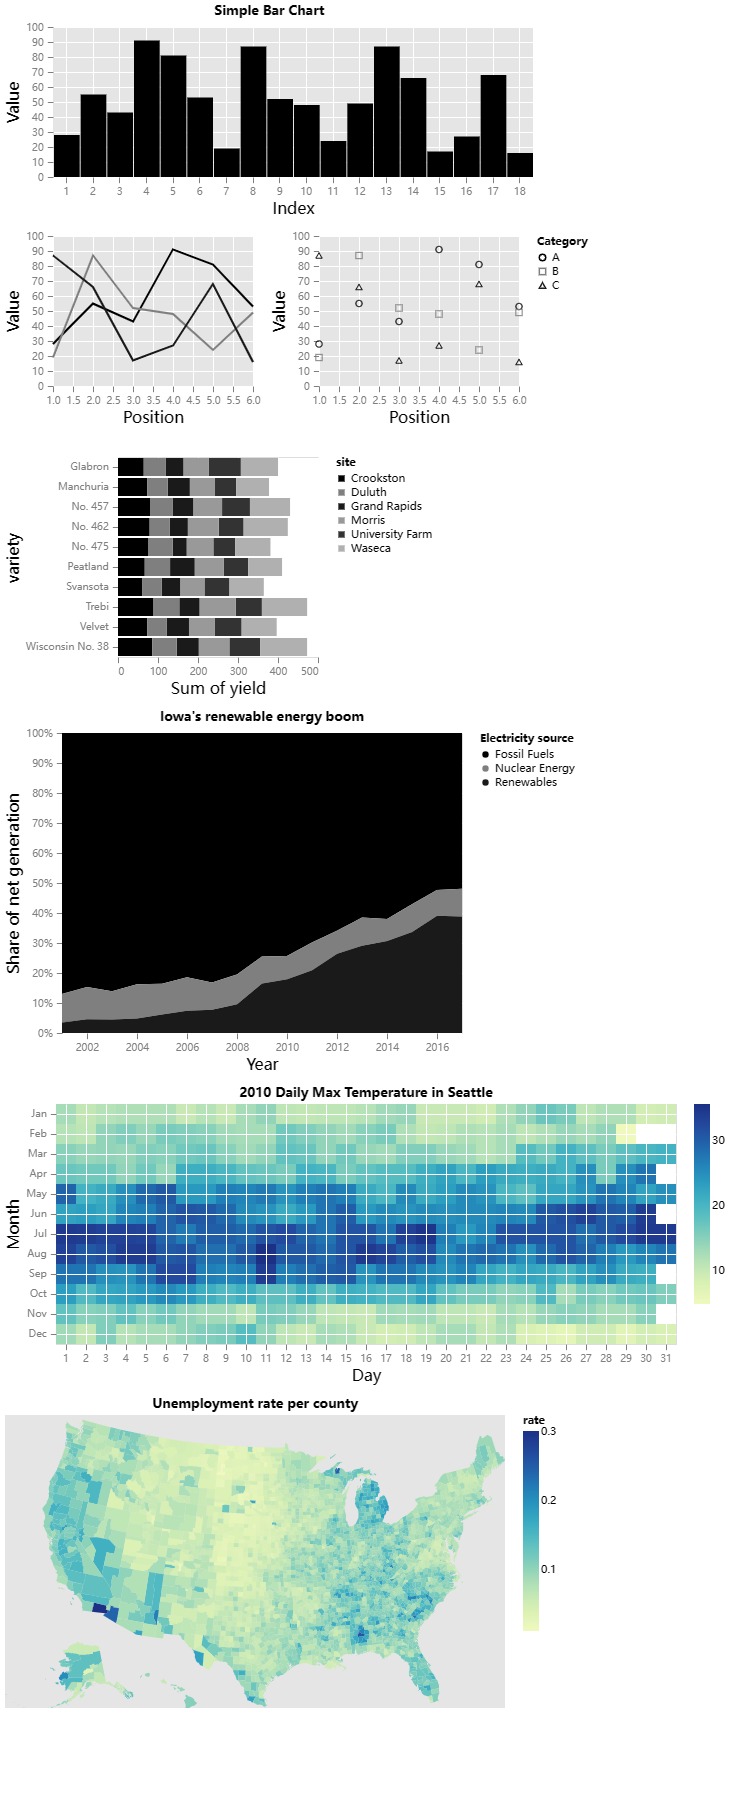 Simple Bar Chart
100
90
80
70
60
50
40
30
20
10
0
Value
1 2 3 4 5 6 7 8 9 10 11 12 13 14 15 16 17 18
Index
100
90
80
70
60
50
40
30
20
10
0
Value
1.0 1.5 2.0 2.5 3.0 3.5 4.0 4.5 5.0 5.5 6.0
Position
100
90
80
70
60
50
40
30
20
10
0
Value
1.0 1.5 2.0 2.5 3.0 3.5 4.0 4.5 5.0 5.5 6.0
Position
Category
A
B
C
Glabron
Manchuria
No. 457
No. 462
No. 475
Peatland
Svansota
Trebi
Velvet
Wisconsin No. 38
variety
0 100 200 300 400 500
Sum of yield
site
Crookston
Duluth
Grand Rapids
Morris
University Farm
Waseca
Iowa's renewable energy boom
100%
90%
80%
70%
60%
50%
40%
30%
20%
10%
0%
Share of net generation
2002 2004 2006 2008 2010 2012 2014 2016
Year
Electricity source
Fossil Fuels
Nuclear Energy
Renewables
2010 Daily Max Temperature in Seattle
Jan
Feb
Mar
Apr
May
Jun
Jul
Aug
Sep
Oct
Nov
Dec
Month
1 2 3 4 5 6 7 8 9 10 11 12 13 14 15 16 17 18 19 20 21 22 23 24 25 26 27 28 29 30 31
Day
30
20
10
Unemployment rate per county
rate
0.3
0.2
0.1